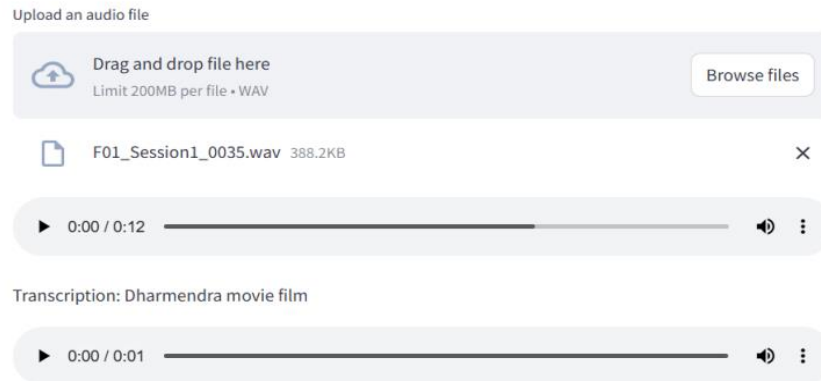 Upload an audio file
Drag and drop file here
Limit 200MB per file • WAV
Browse files
F01_Session1_0035.wav 388.2KB
0:00 / 0:12
Transcription: Dharmendra movie film
0:00 / 0:01